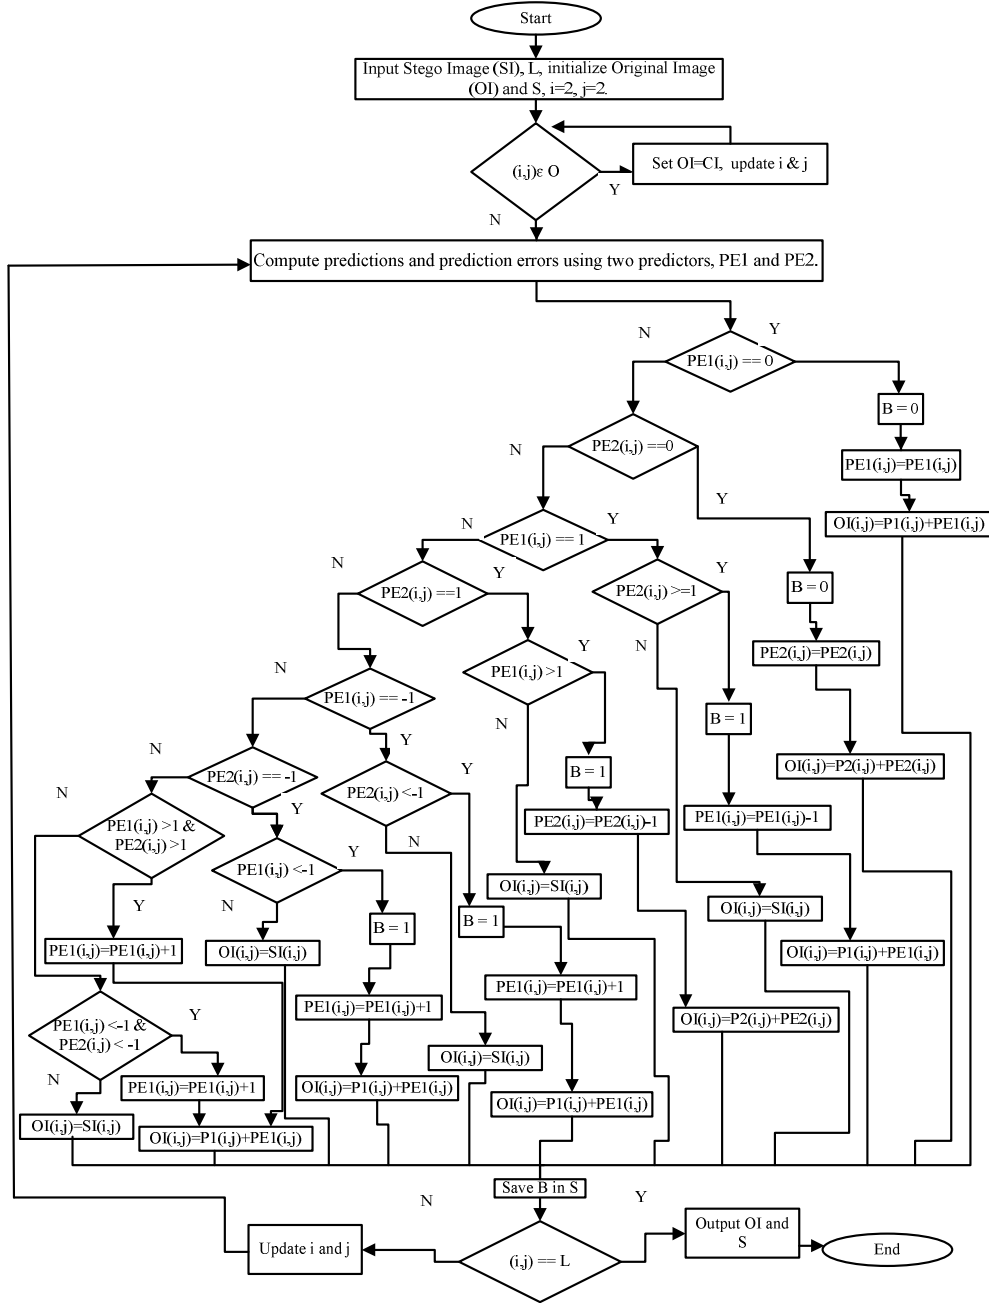 Start
Input Stego Image (SI), L, initialize Original Image
(OI) and S, i=2, j=2.
(i,j)ε O
Set OI=CI, update i & j
Y
N
Compute predictions and prediction errors using two predictors, PE1 and PE2.
N
Y
PE1(i,j) == 0
B = 0
PE2(i,j) ==0
N
PE1(i,j)=PE1(i,j)
Y
OI(i,j)=P1(i,j)+PE1(i,j)
N
Y
PE1(i,j) == 1
N
Y
Y
PE2(i,j) ==1
PE2(i,j) >=1
B = 0
Y
N
PE2(i,j)=PE2(i,j)
N
PE1(i,j) >1
PE1(i,j) == -1
N
B = 1
Y
N
Y
OI(i,j)=P2(i,j)+PE2(i,j)
PE2(i,j) == -1
B = 1
N
PE2(i,j) <-1
Y
PE2(i,j)=PE2(i,j)-1
PE1(i,j)=PE1(i,j)-1
PE1(i,j) >1 &
PE2(i,j) >1
Y
N
PE1(i,j) <-1
OI(i,j)=SI(i,j)
Y
N
OI(i,j)=SI(i,j)
B = 1
B = 1
PE1(i,j)=PE1(i,j)+1
OI(i,j)=SI(i,j)
OI(i,j)=P1(i,j)+PE1(i,j)
PE1(i,j)=PE1(i,j)+1
PE1(i,j)=PE1(i,j)+1
Y
OI(i,j)=P2(i,j)+PE2(i,j)
PE1(i,j) <-1 &
PE2(i,j) < -1
OI(i,j)=SI(i,j)
N
PE1(i,j)=PE1(i,j)+1
OI(i,j)=P1(i,j)+PE1(i,j)
OI(i,j)=P1(i,j)+PE1(i,j)
OI(i,j)=SI(i,j)
OI(i,j)=P1(i,j)+PE1(i,j)
Save B in S
N
Y
Output OI and
S
Update i and j
(i,j) == L
End